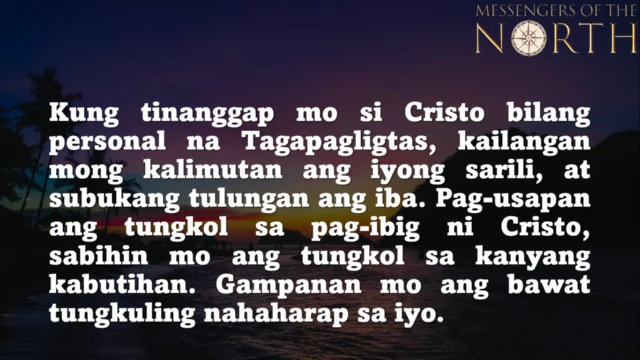 MESSENGERS OF THE
NORTH
Kung tinanggap mo si Cristo bilang
personal na Tagapagligtas, kailangan
mong kalimutan ang iyong sarili, at
subukang tulungan ang iba. Pag-usapan
ang tungkol sa pag-ibig ni Cristo,
sabihin mo ang tungkol sa kanyang
kabutihan. Gampanan mo ang bawat
tungkuling nahaharap sa iyo.